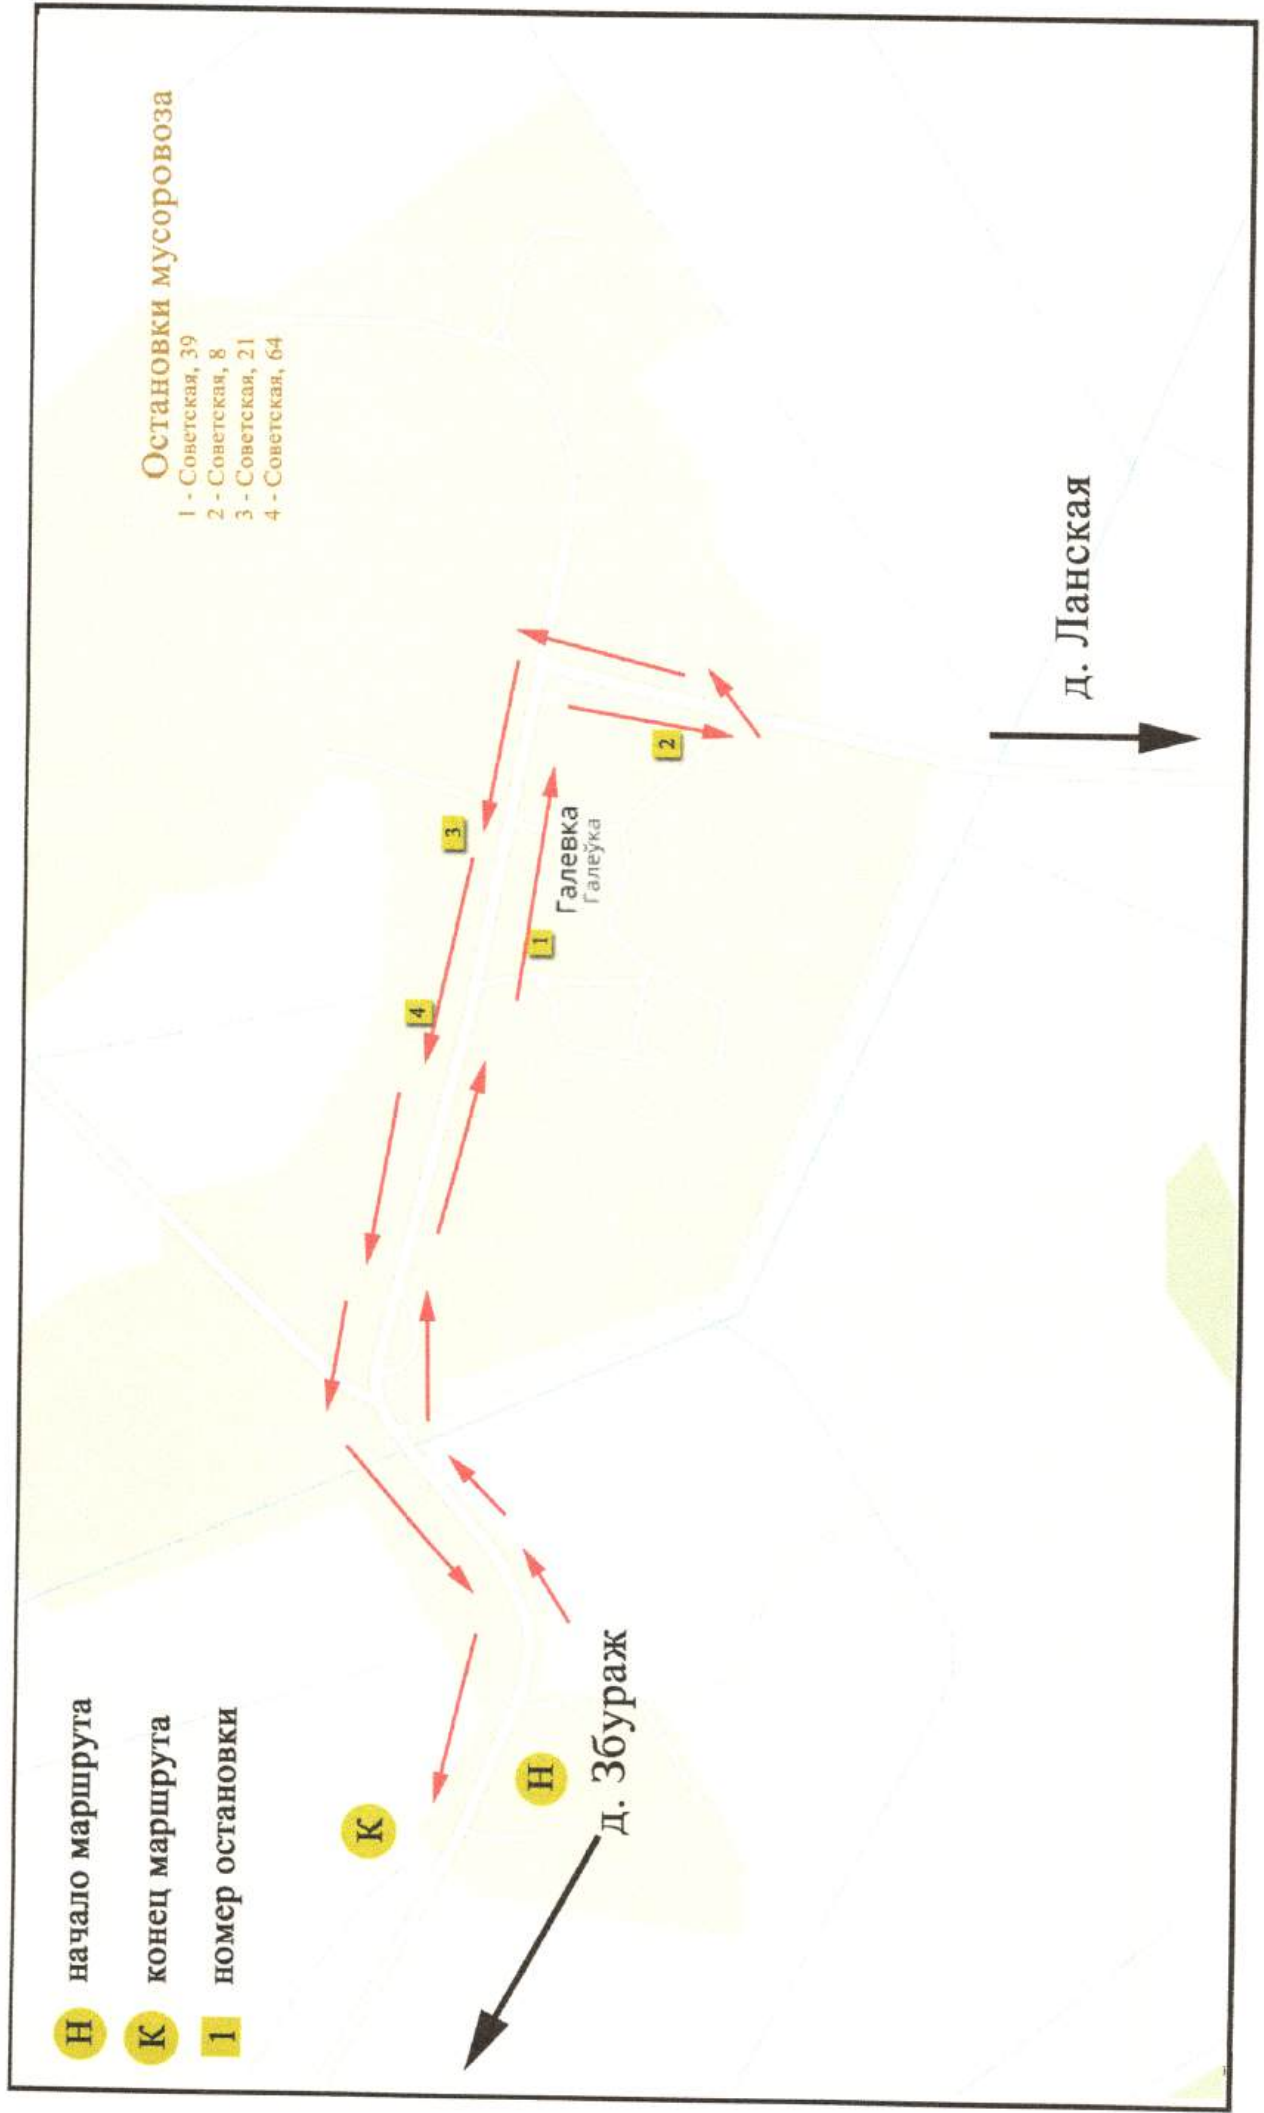 Н начало маршрута
К конец маршрута
1 номер остановки
Остановки мусоровоза
1 - Советская, 39
2 - Советская, 8
3 - Советская, 21
4 - Советская, 64
К
Н
д. Збураж
4
3
1
Галевка
Галеўка
2
д. Ланская